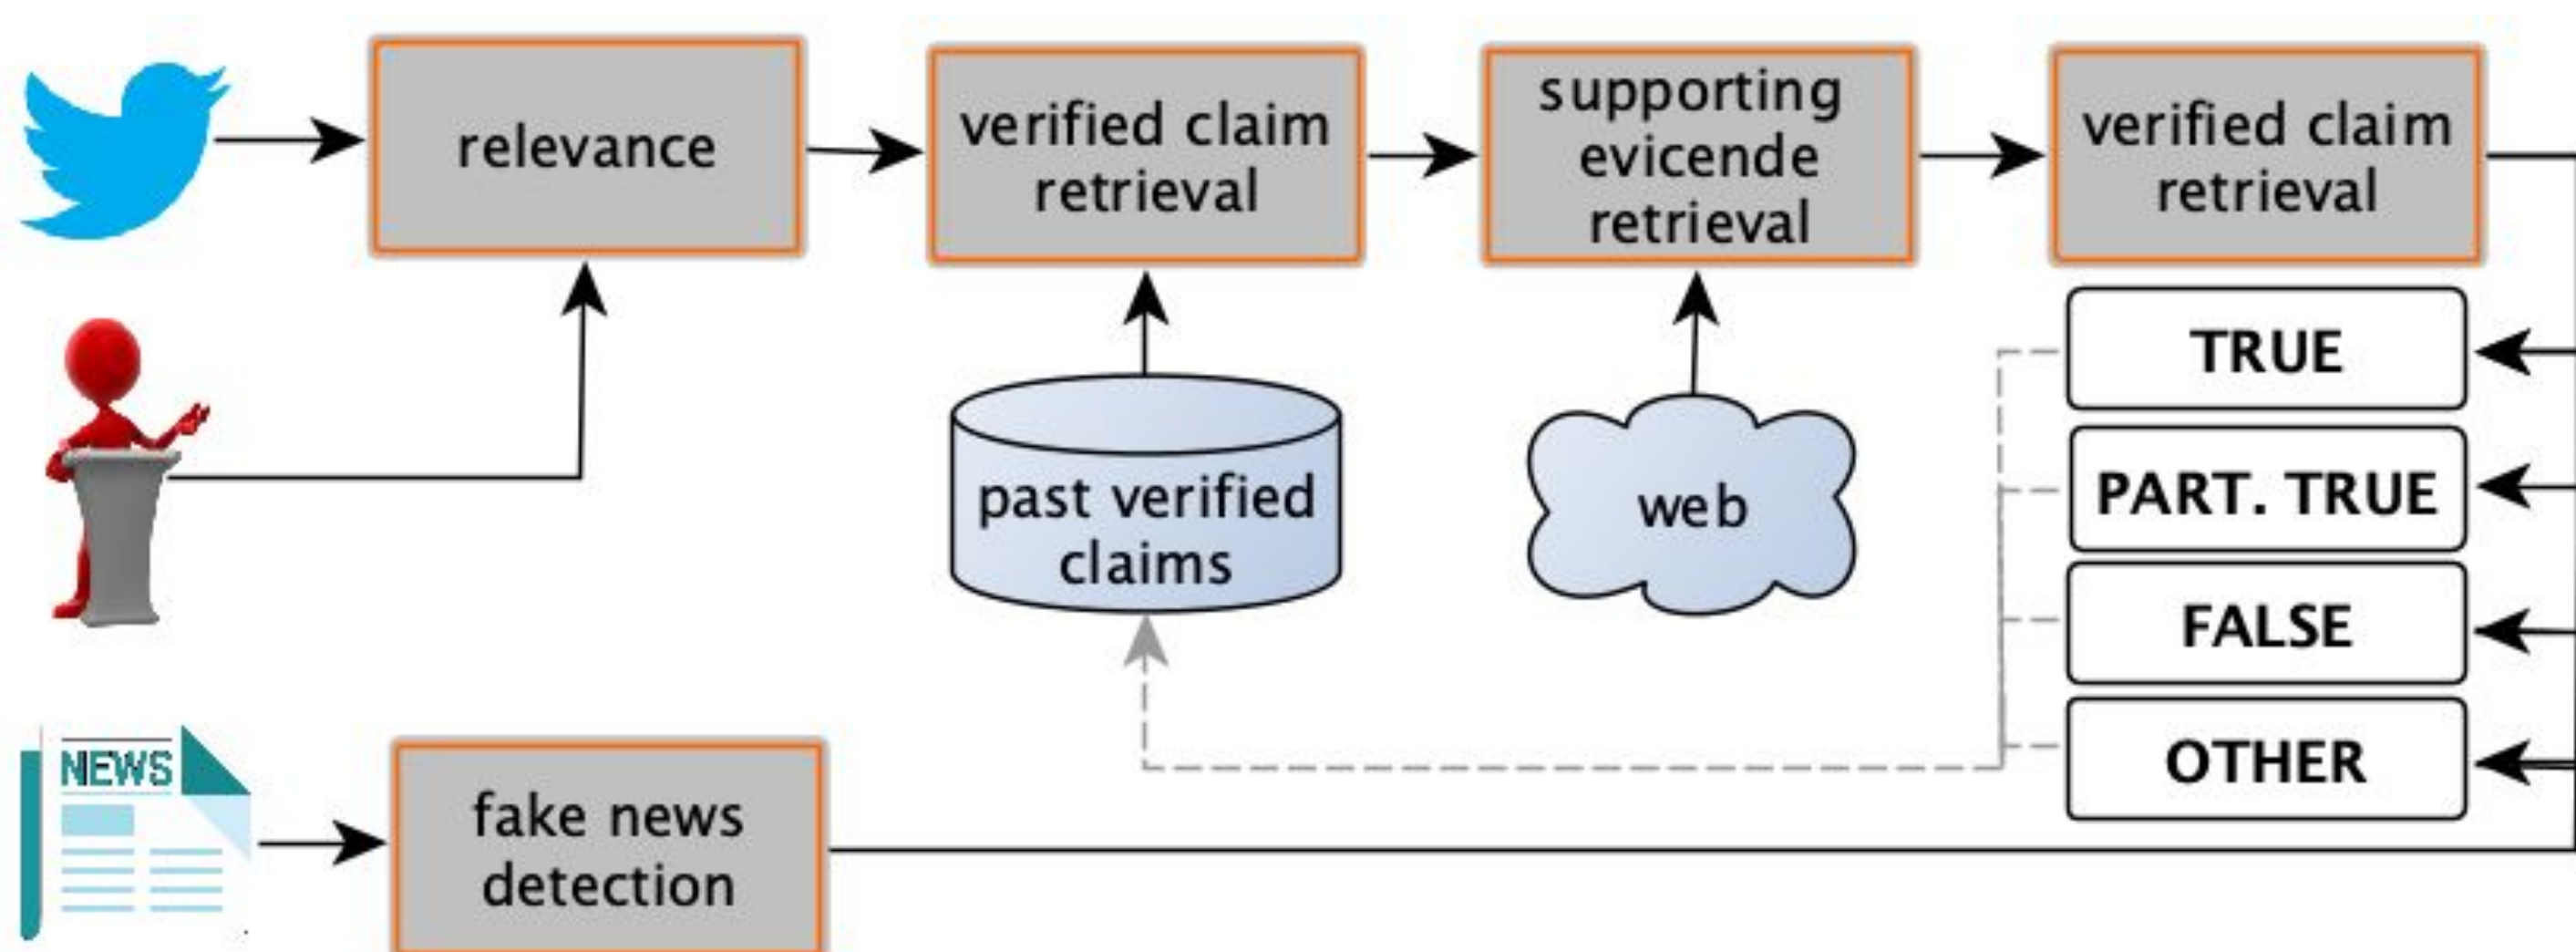 relevance
verified claim
retrieval
supporting
evicende
retrieval
verified claim
retrieval
past verified
claims
web
TRUE
PART. TRUE
FALSE
OTHER
NEWS
fake news
detection